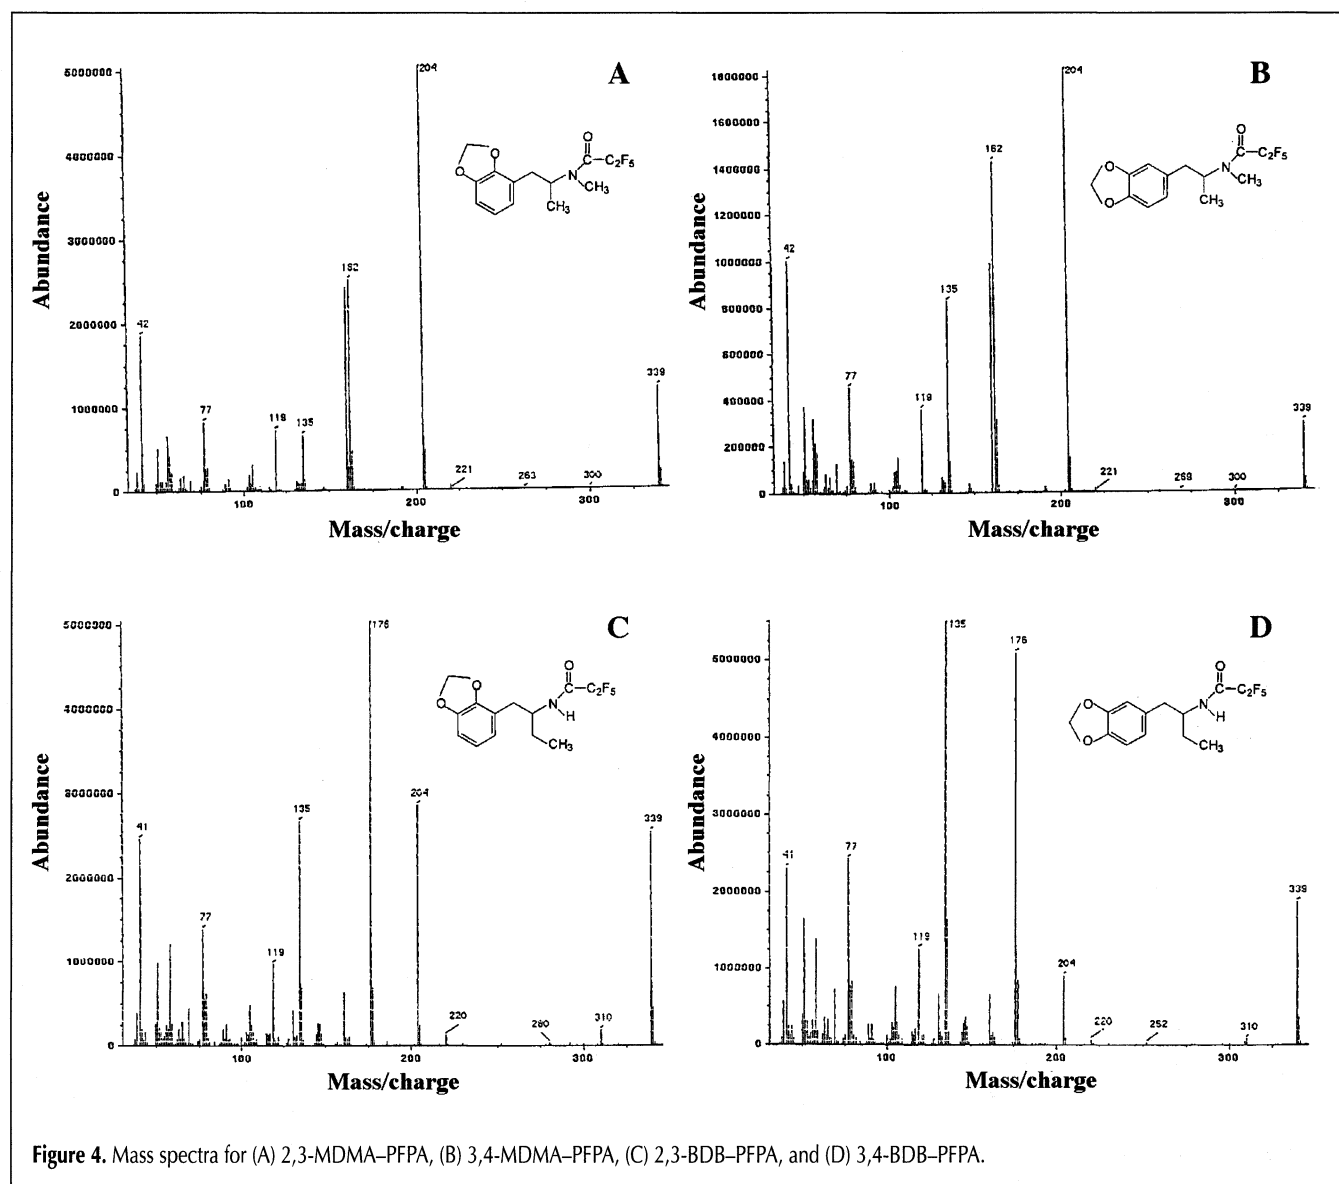 A
Abundance
5000000
4000000
3000000
2000000
1000000
0
42
77
119
135
162
204
221
263
300
339
O
C
C₂F₅
N
CH₃
CH₃
O
O
100
200
300
Mass/charge
B
Abundance
1800000
1600000
1400000
1200000
1000000
800000
600000
400000
200000
0
42
77
119
135
162
204
221
268
300
339
O
C
C₂F₅
N
CH₃
CH₃
O
O
100
200
300
Mass/charge
C
Abundance
5000000
4000000
3000000
2000000
1000000
0
41
77
119
135
176
204
220
280
310
339
O
C
C₂F₅
N
H
CH₃
O
O
100
200
300
Mass/charge
D
Abundance
5000000
4000000
3000000
2000000
1000000
0
41
77
119
135
176
204
220
252
310
339
O
C
C₂F₅
N
H
CH₃
O
O
100
200
300
Mass/charge
Figure 4. Mass spectra for (A) 2,3-MDMA–PFPA, (B) 3,4-MDMA–PFPA, (C) 2,3-BDB–PFPA, and (D) 3,4-BDB–PFPA.